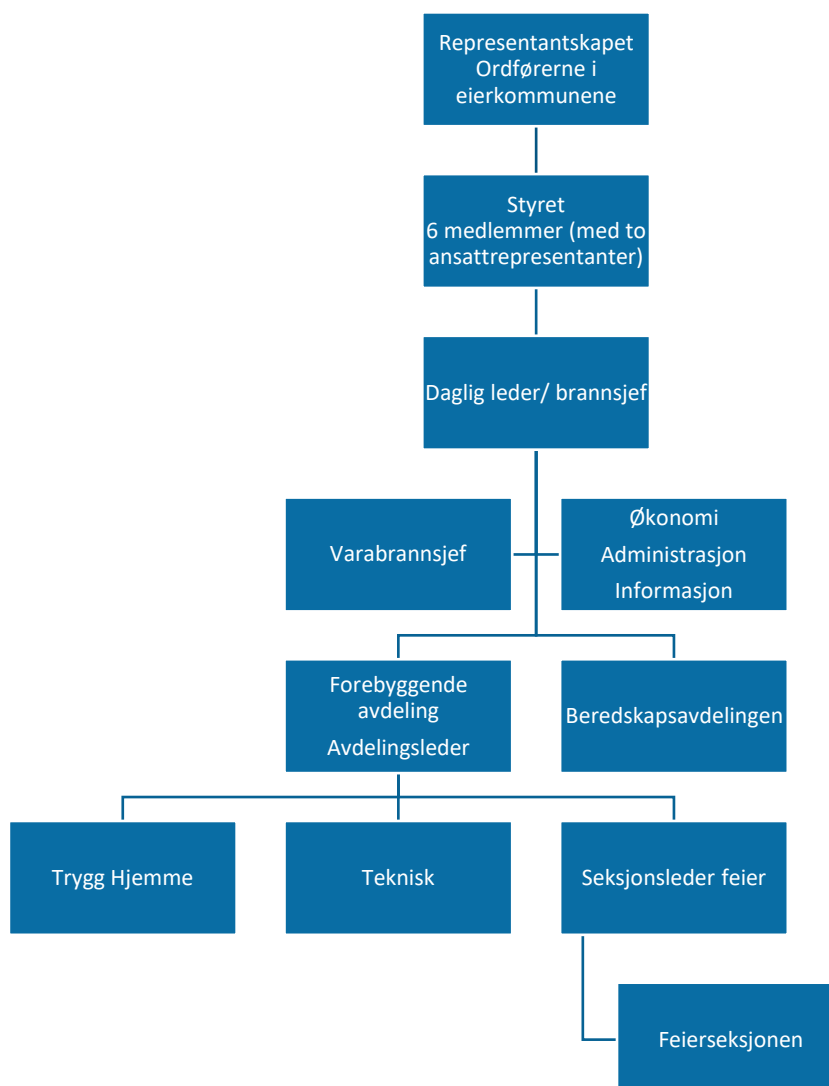 Representantskapet
Ordførerne i
eierkommunene
Styret
6 medlemmer (med to
ansattrepresentanter)
Daglig leder/ brannsjef
Varabrannsjef
Økonomi
Administrasjon
Informasjon
Forebyggende
avdeling
Avdelingsleder
Beredskapsavdelingen
Trygg Hjemme
Teknisk
Seksjonsleder feier
Feierseksjonen